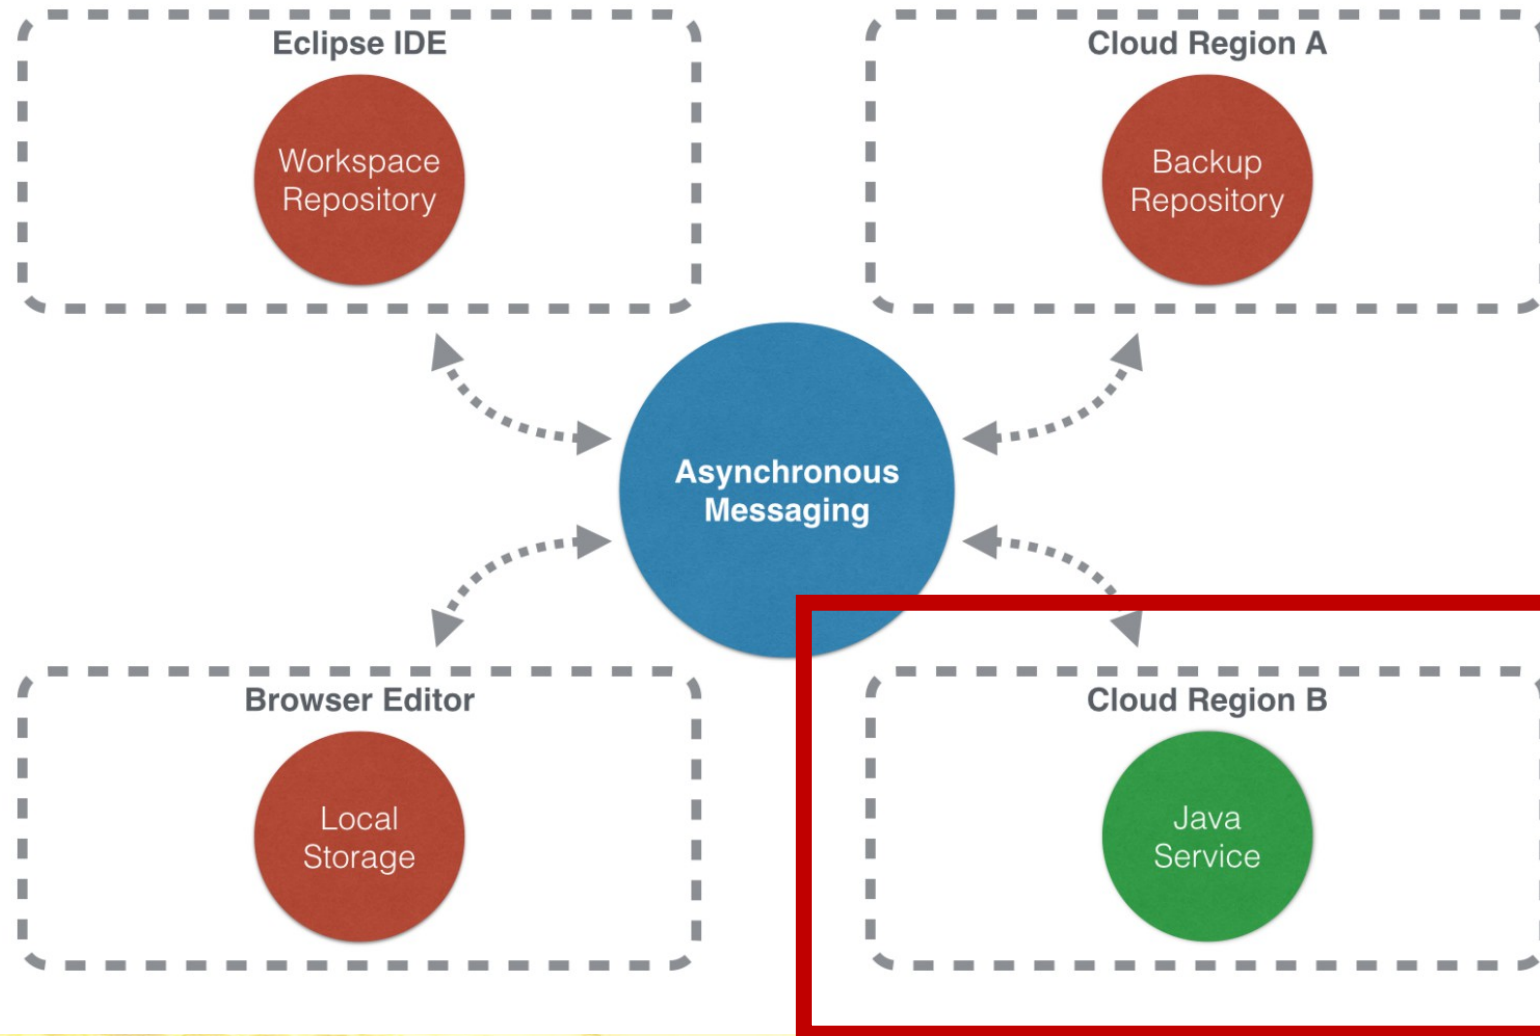 Eclipse IDE
Workspace
Repository
Cloud Region A
Backup
Repository
Asynchronous
Messaging
Browser Editor
Local
Storage
Cloud Region B
Java
Service